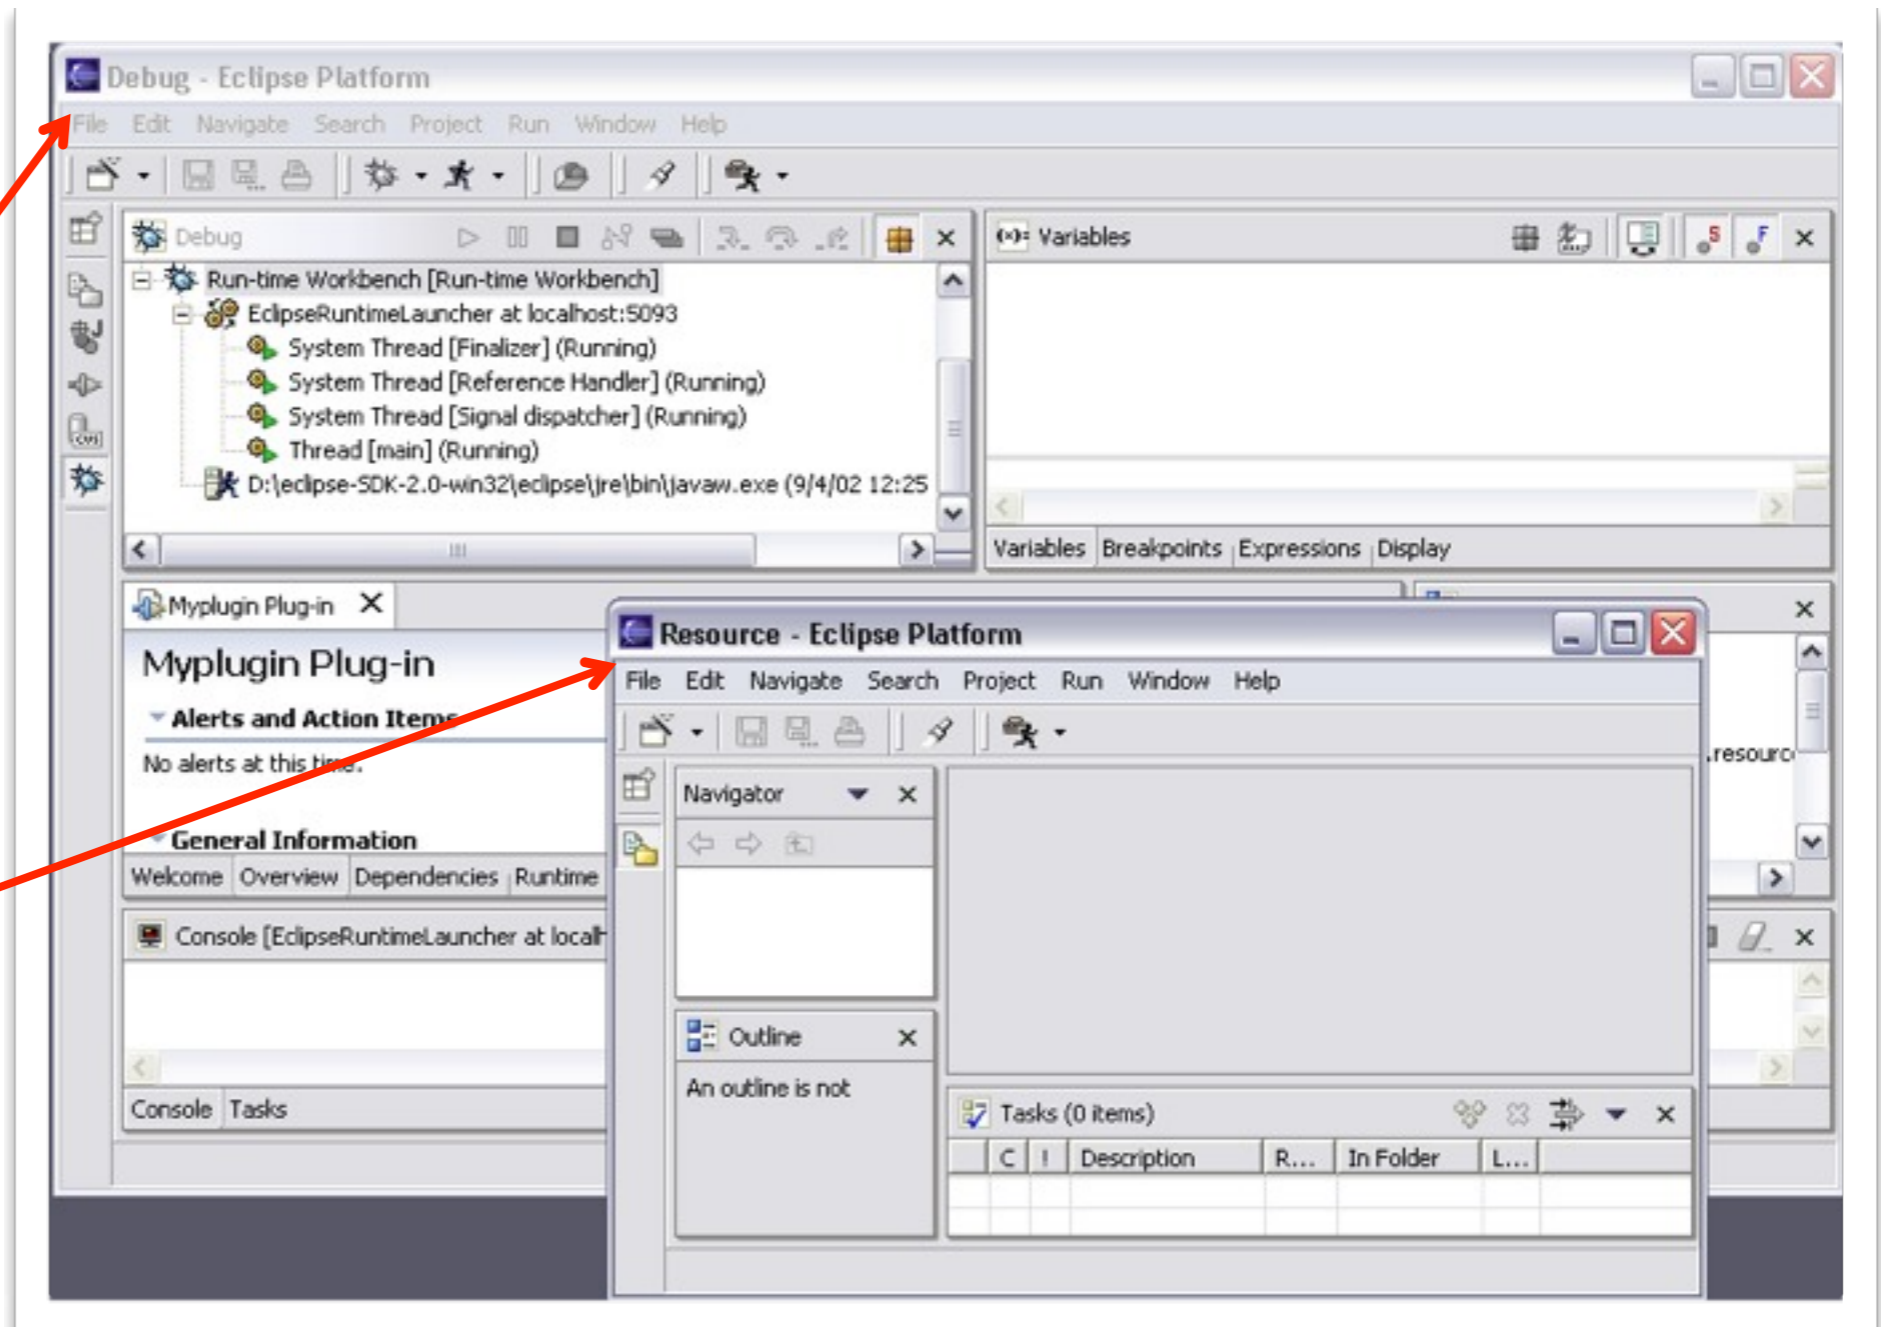 Debug - Eclipse Platform
File Edit Navigate Search Project Run Window Help
Debug
Variables
Run-time Workbench [Run-time Workbench]
EclipseRuntimeLauncher at localhost:5093
System Thread [Finalizer] (Running)
System Thread [Reference Handler] (Running)
System Thread [Signal dispatcher] (Running)
Thread [main] (Running)
D:\eclipse-SDK-2.0-win32\eclipse\jre\bin\javaw.exe (9/4/02 12:25
Variables Breakpoints Expressions Display
Myplugin Plug-in
Myplugin Plug-in
Alerts and Action Items
No alerts at this time.
General Information
Welcome Overview Dependencies Runtime
Console [EclipseRuntimeLauncher at localh
Console Tasks
.resourc
Resource - Eclipse Platform
File Edit Navigate Search Project Run Window Help
Navigator
Outline
An outline is not
Tasks (0 items)
C ! Description R... In Folder L...